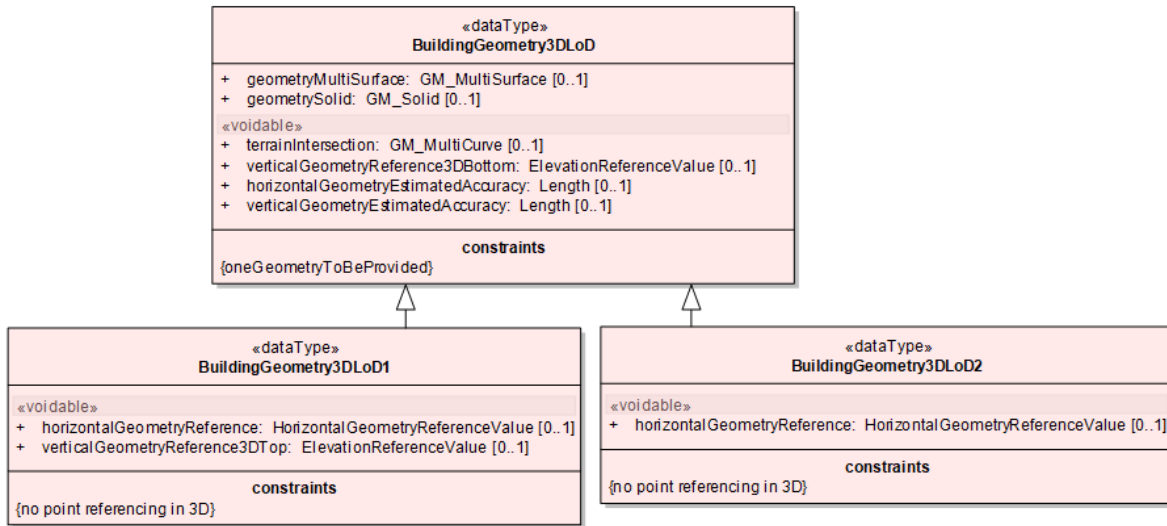 «dataType»
BuildingGeometry3DLoD
+ geometryMultiSurface: GM_MultiSurface [0..1]
+ geometrySolid: GM_Solid [0..1]
«voidable»
+ terrainIntersection: GM_MultiCurve [0..1]
+ verticalGeometryReference3DBottom: ElevationReferenceValue [0..1]
+ horizontalGeometryEstimatedAccuracy: Length [0..1]
+ verticalGeometryEstimatedAccuracy: Length [0..1]
constraints
{oneGeometryToBeProvided}
«dataType»
BuildingGeometry3DLoD1
«voidable»
+ horizontalGeometryReference: HorizontalGeometryReferenceValue [0..1]
+ verticalGeometryReference3DTop: ElevationReferenceValue [0..1]
constraints
{no point referencing in 3D}
«dataType»
BuildingGeometry3DLoD2
«voidable»
+ horizontalGeometryReference: HorizontalGeometryReferenceValue [0..1]
constraints
{no point referencing in 3D}